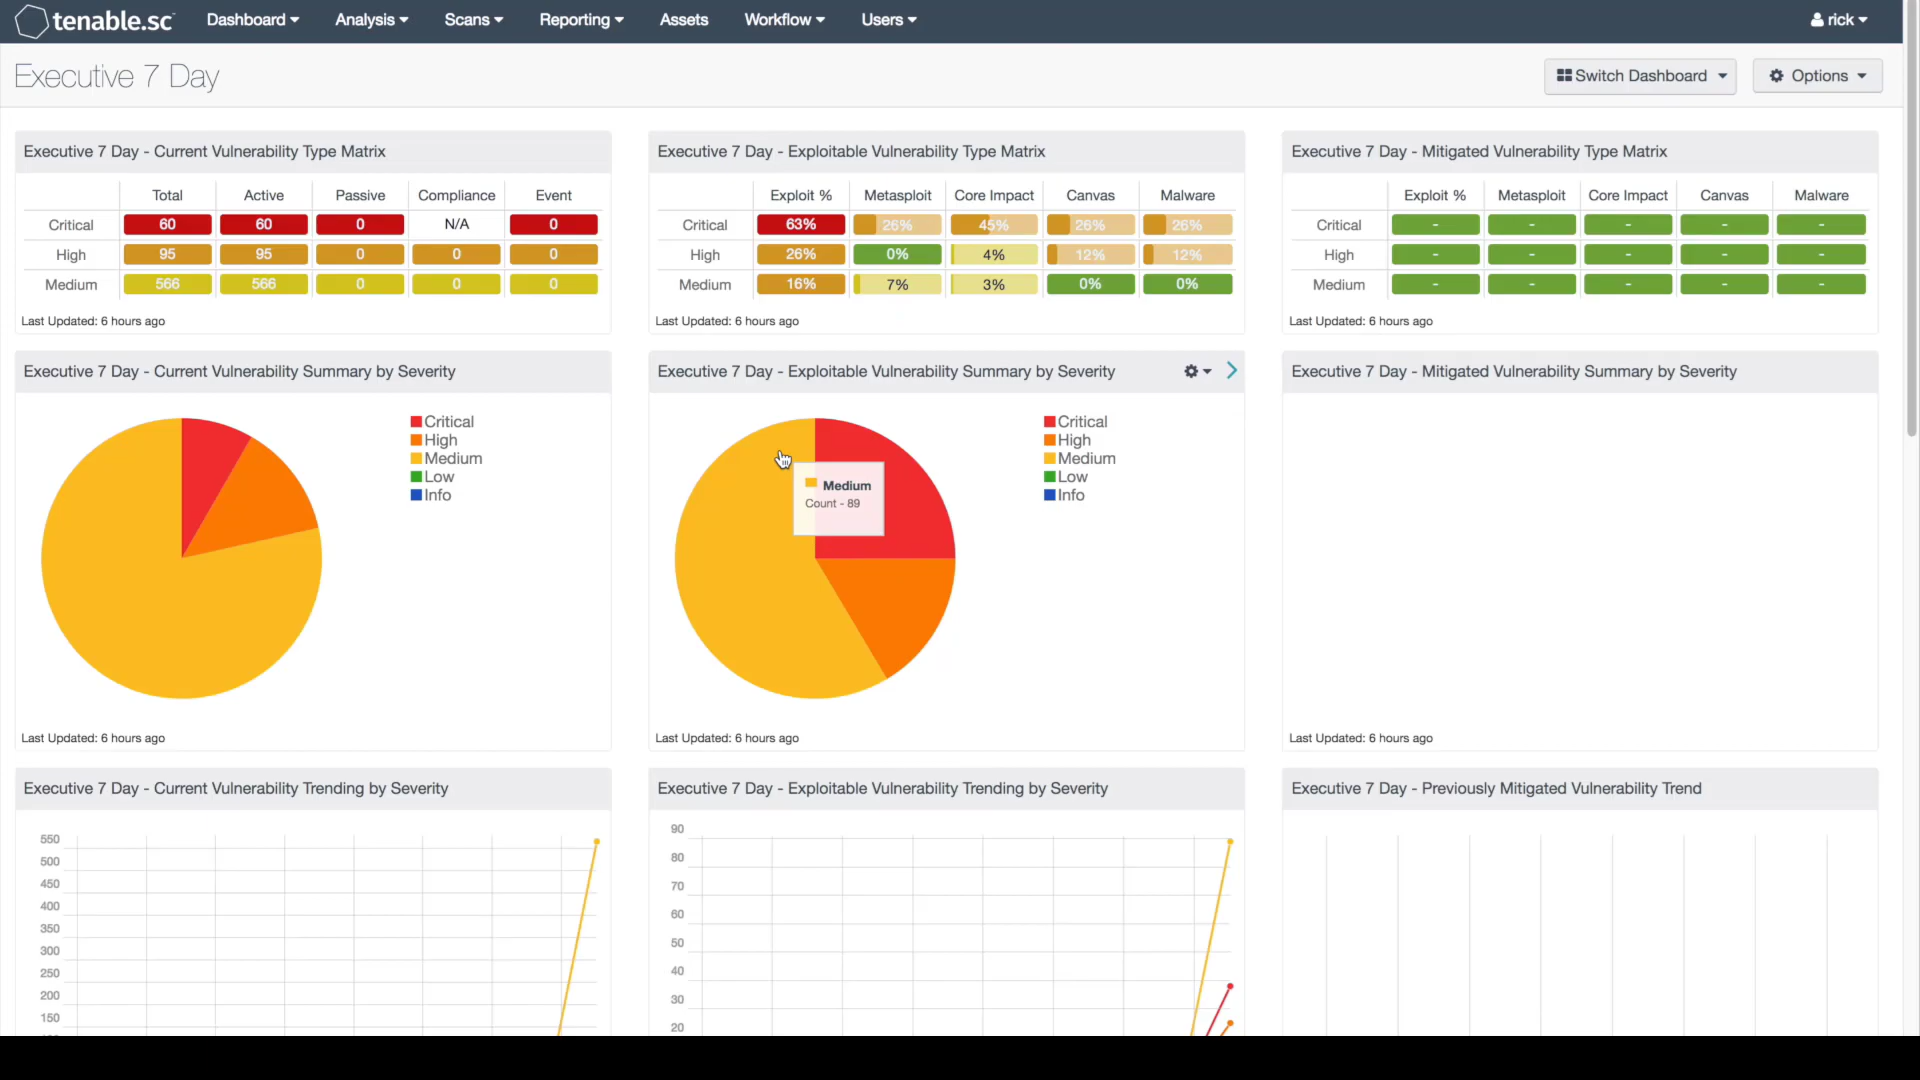 tenable.sc Dashboard Analysis Scans Reporting Assets Workflow Users rick
Executive 7 Day Switch Dashboard Options
Executive 7 Day - Current Vulnerability Type Matrix
Total Active Passive Compliance Event
Critical 60 60 0 N/A 0
High 95 95 0 0 0
Medium 566 566 0 0 0
Last Updated: 6 hours ago
Executive 7 Day - Exploitable Vulnerability Type Matrix
Exploit % Metasploit Core Impact Canvas Malware
Critical 63% 26% 45% 26% 26%
High 26% 0% 4% 12% 12%
Medium 16% 7% 3% 0% 0%
Last Updated: 6 hours ago
Executive 7 Day - Mitigated Vulnerability Type Matrix
Exploit % Metasploit Core Impact Canvas Malware
Critical - - - - -
High - - - - -
Medium - - - - -
Last Updated: 6 hours ago
Executive 7 Day - Current Vulnerability Summary by Severity
Critical
High
Medium
Low
Info
Last Updated: 6 hours ago
Executive 7 Day - Exploitable Vulnerability Summary by Severity
Critical
High
Medium
Low
Info
Medium
Count - 89
Last Updated: 6 hours ago
Executive 7 Day - Mitigated Vulnerability Summary by Severity
Last Updated: 6 hours ago
Executive 7 Day - Current Vulnerability Trending by Severity
550
500
450
400
350
300
250
200
150
Executive 7 Day - Exploitable Vulnerability Trending by Severity
90
80
70
60
50
40
30
20
Executive 7 Day - Previously Mitigated Vulnerability Trend